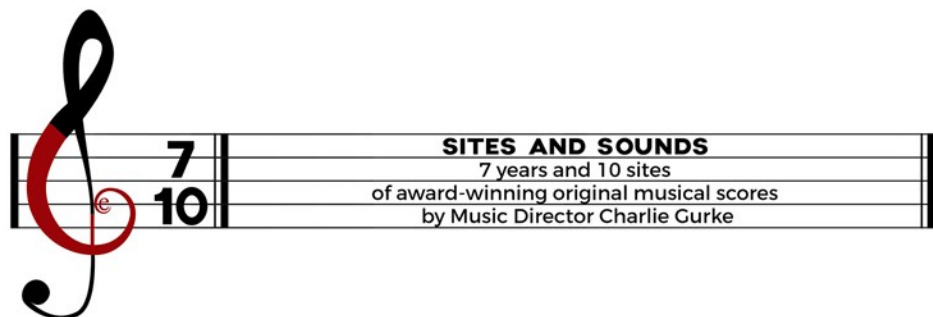 7
10
SITES AND SOUNDS
7 years and 10 sites
of award-winning original musical scores
by Music Director Charlie Gurke
e